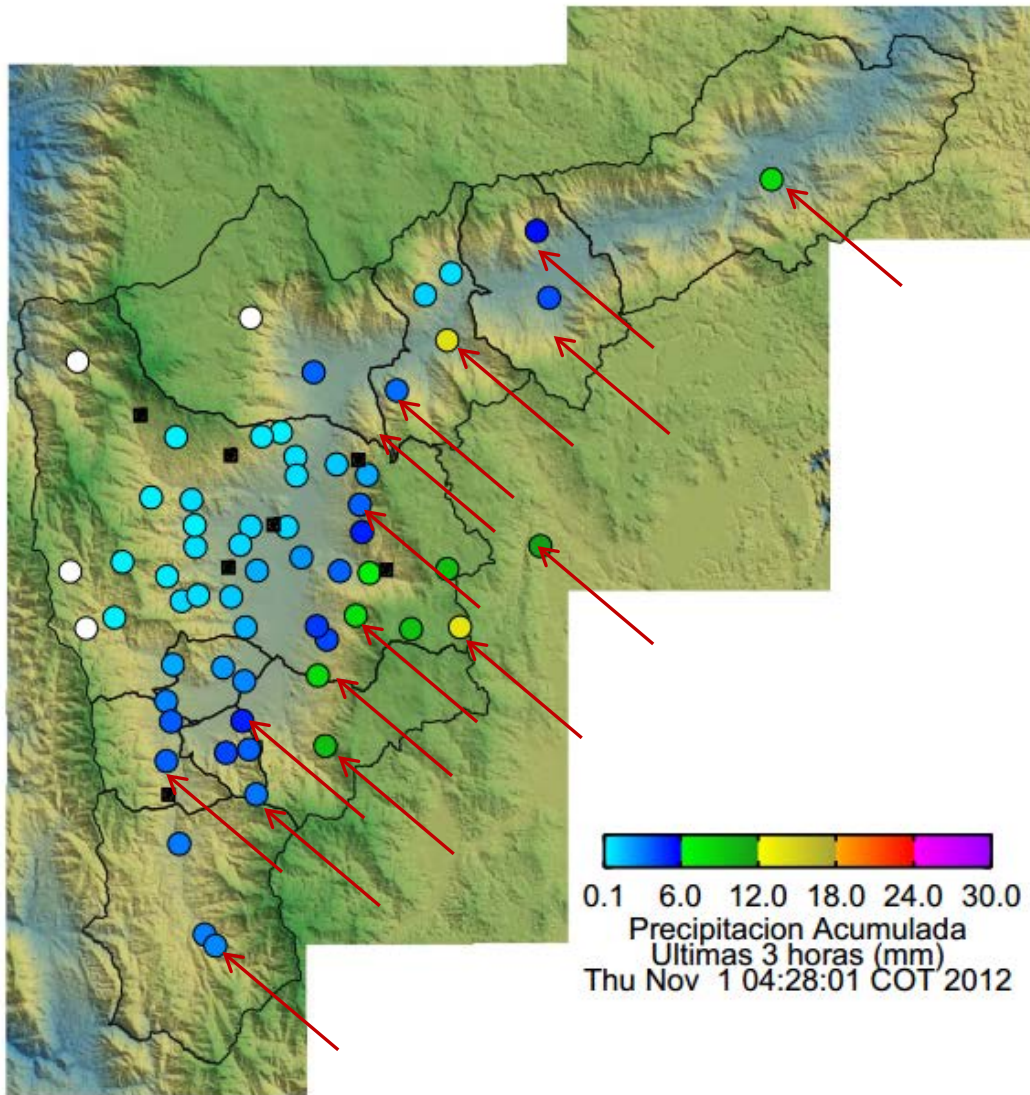 0.1 6.0 12.0 18.0 24.0 30.0
Precipitacion Acumulada
Ultimas 3 horas (mm)
Thu Nov 1 04:28:01 COT 2012